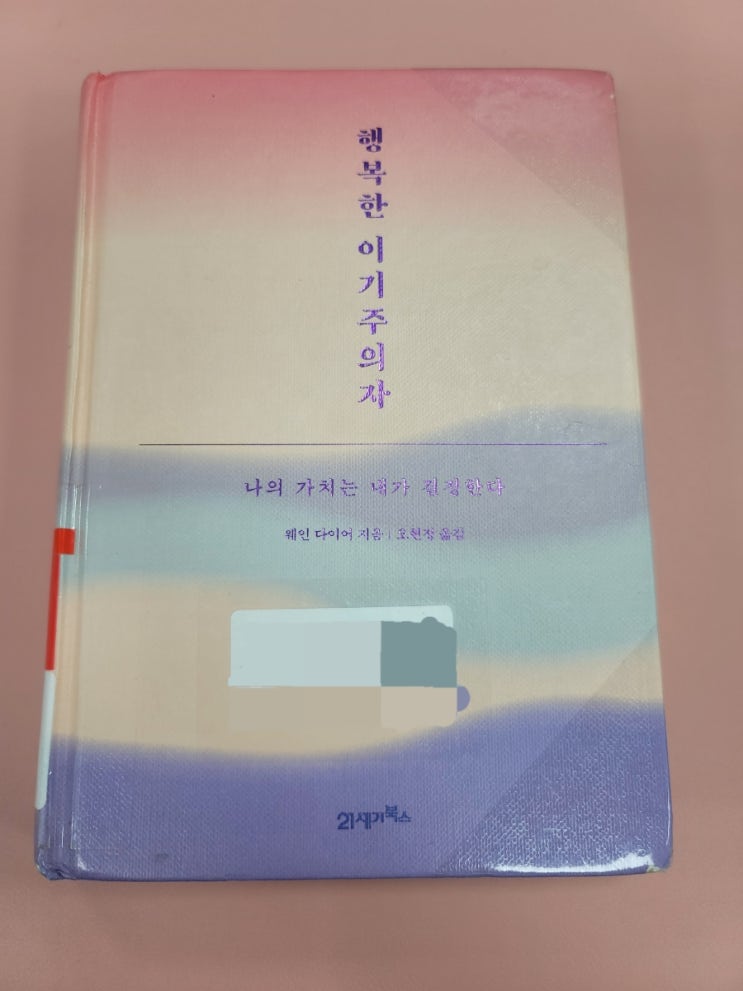 행복한 이기주의자
나의 가치는 내가 결정한다
웨인 다이어 지음 | 오현정 옮김
21세기북스